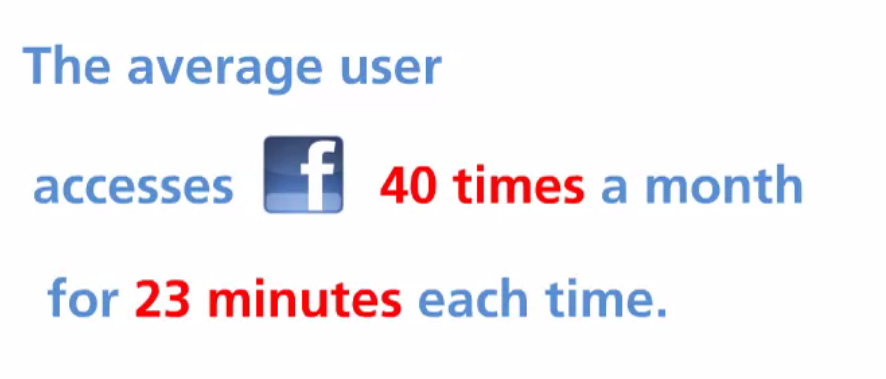 The average user
accesses f 40 times a month
for 23 minutes each time.